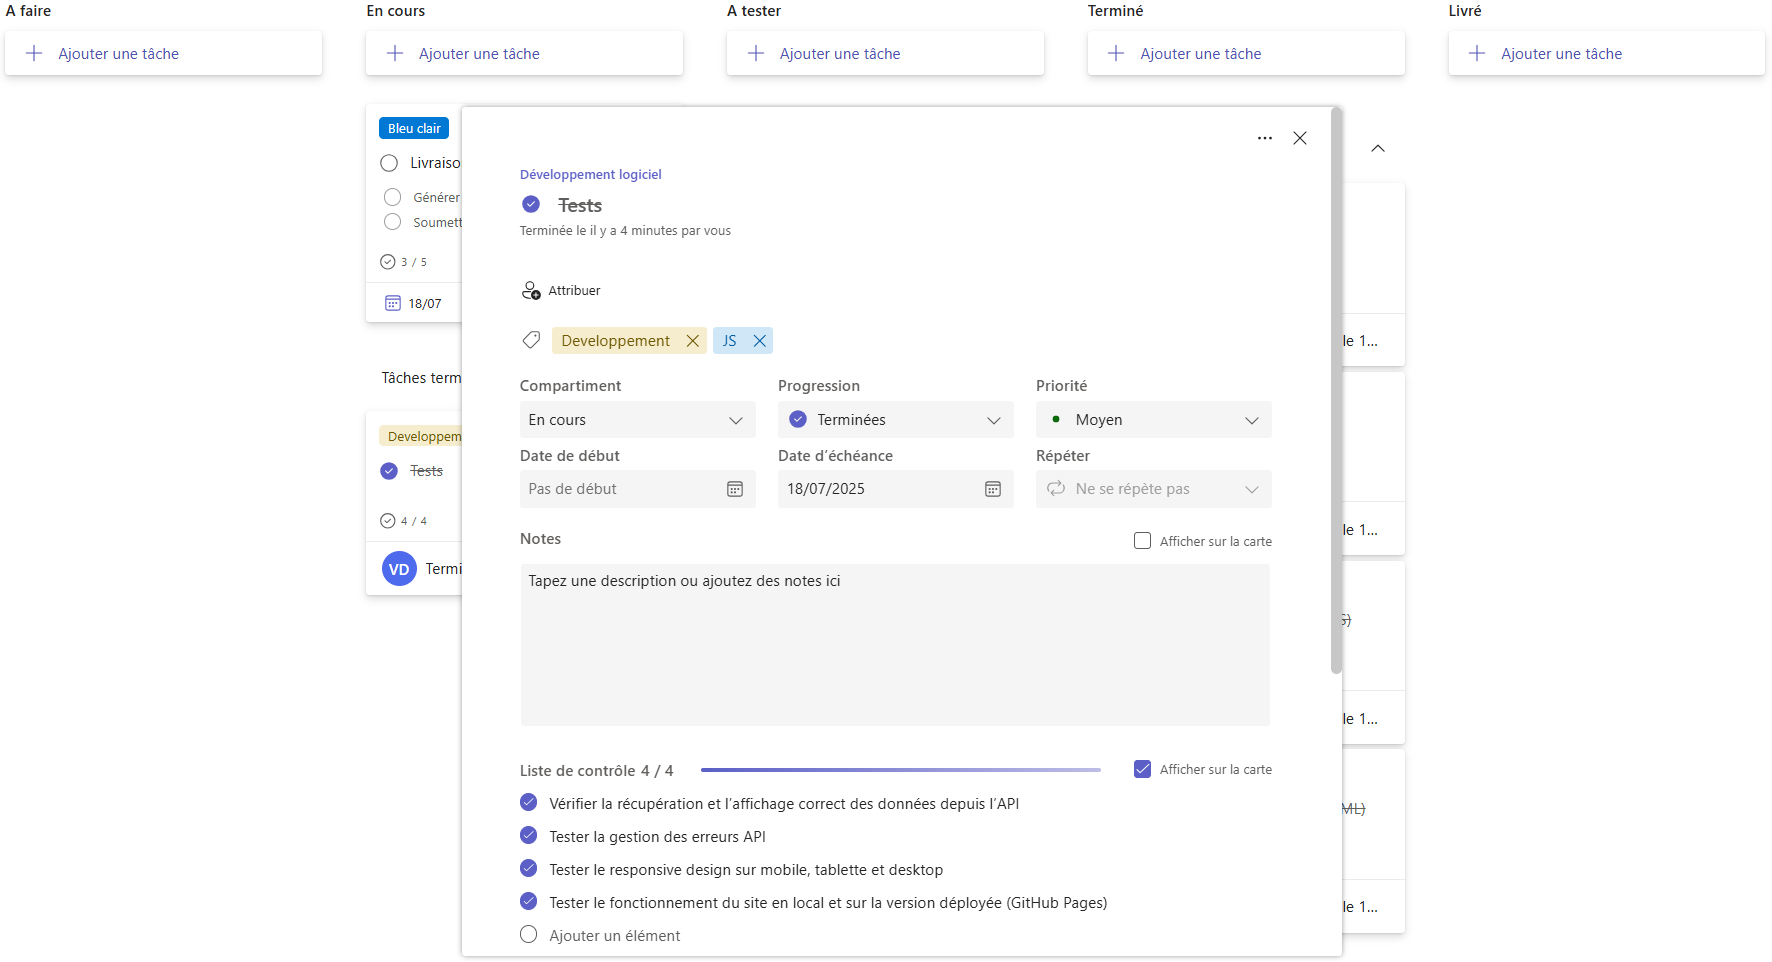 A faire
En cours
A tester
Terminé
Livré
Ajouter une tâche
Ajouter une tâche
Ajouter une tâche
Ajouter une tâche
Ajouter une tâche
Bleu clair
Livraiso
Générer
Soumett
3 / 5
18/07
Tâches term
Developpem
Tests
4 / 4
VD
Termi
Développement logiciel
Tests
Terminée le il y a 4 minutes par vous
Attribuer
Developpement
JS
Compartiment
Progression
Priorité
En cours
Terminées
Moyen
Date de début
Date d’échéance
Répéter
Pas de début
18/07/2025
Ne se répète pas
Notes
Afficher sur la carte
Tapez une description ou ajoutez des notes ici
Liste de contrôle 4 / 4
Afficher sur la carte
Vérifier la récupération et l’affichage correct des données depuis l’API
Tester la gestion des erreurs API
Tester le responsive design sur mobile, tablette et desktop
Tester le fonctionnement du site en local et sur la version déployée (GitHub Pages)
Ajouter un élément
le 1...
le 1...
le 1...
ML)
le 1...